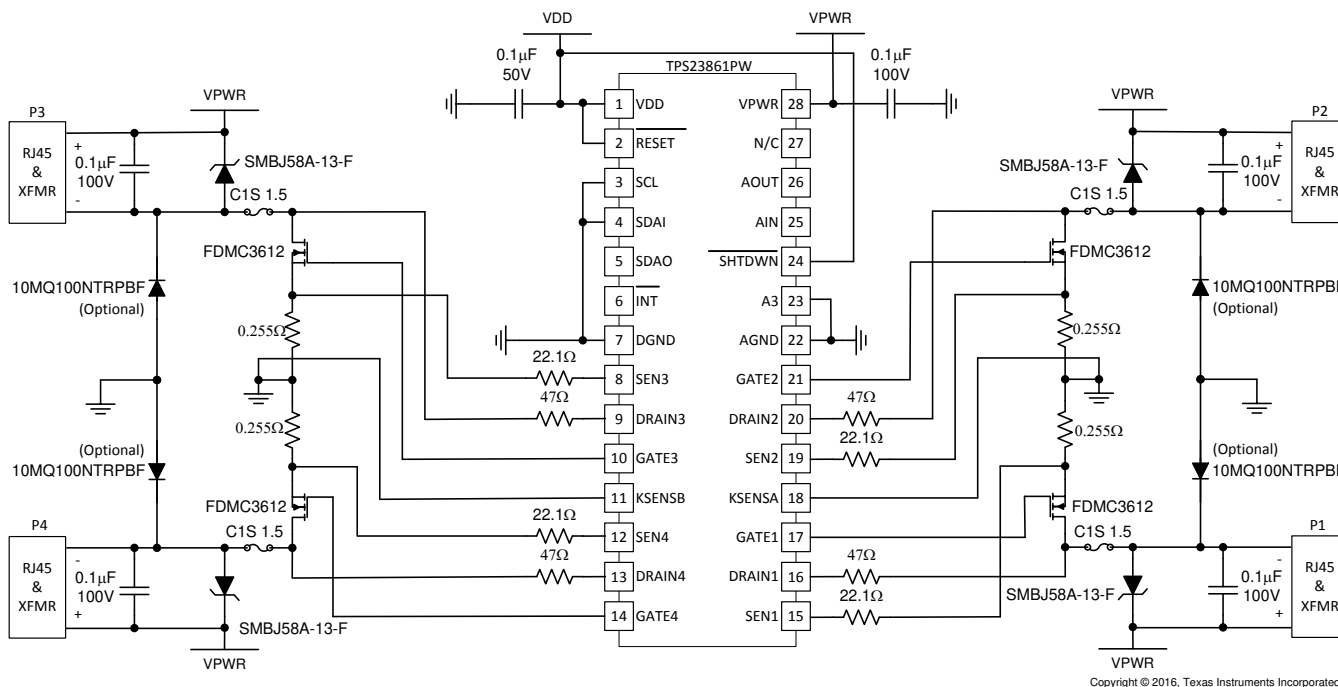 VDD
VPWR
0.1μF
50V
TPS23861PW
0.1μF
100V
P3
RJ45
&
XFMR
+
-
0.1μF
100V
VPWR
SMBJ58A-13-F
C1S 1.5
FDMC3612
10MQ100NTRPBF
(Optional)
0.255Ω
0.255Ω
(Optional)
10MQ100NTRPBF
FDMC3612
C1S 1.5
P4
RJ45
&
XFMR
-
+
0.1μF
100V
SMBJ58A-13-F
VPWR
22.1Ω
47Ω
22.1Ω
47Ω
1 VDD
2 RESET
3 SCL
4 SDAI
5 SDAO
6 INT
7 DGND
8 SEN3
9 DRAIN3
10 GATE3
11 KSENSB
12 SEN4
13 DRAIN4
14 GATE4
VPWR 28
N/C 27
AOUT 26
AIN 25
SHTDWN 24
A3 23
AGND 22
GATE2 21
DRAIN2 20
SEN2 19
KSENSA 18
GATE1 17
DRAIN1 16
SEN1 15
47Ω
22.1Ω
47Ω
22.1Ω
VPWR
P2
RJ45
&
XFMR
+
-
0.1μF
100V
SMBJ58A-13-F
C1S 1.5
FDMC3612
10MQ100NTRPBF
(Optional)
0.255Ω
0.255Ω
(Optional)
10MQ100NTRPBF
FDMC3612
C1S 1.5
P1
RJ45
&
XFMR
-
+
0.1μF
100V
SMBJ58A-13-F
VPWR
Copyright © 2016, Texas Instruments Incorporated